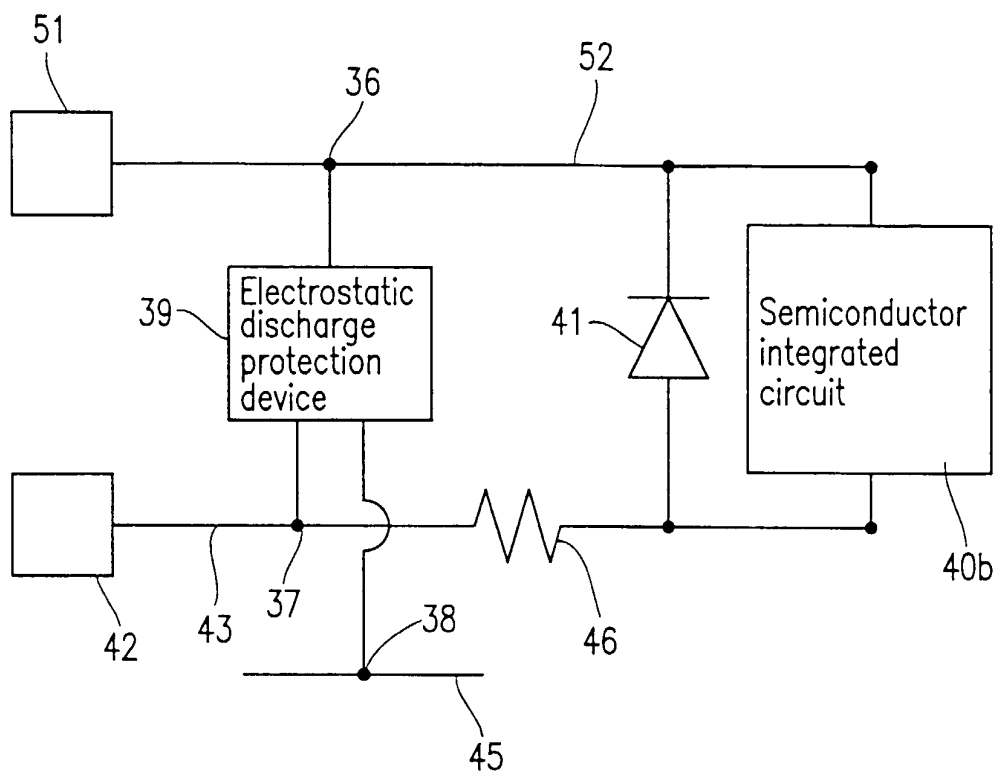 51
36
52
39
Electrostatic
discharge
protection
device
41
Semiconductor
integrated
circuit
40b
42
43
37
38
46
45